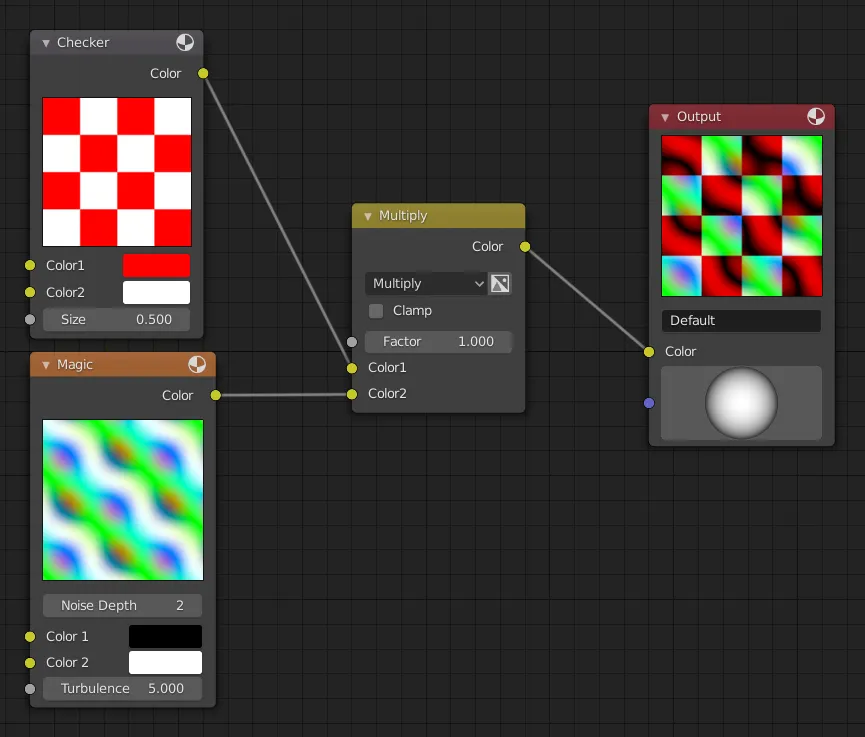 Checker
Color
Color1
Color2
Size 0.500
Magic
Color
Noise Depth 2
Color 1
Color 2
Turbulence 5.000
Multiply
Color
Multiply
Clamp
Factor 1.000
Color1
Color2
Output
Default
Color